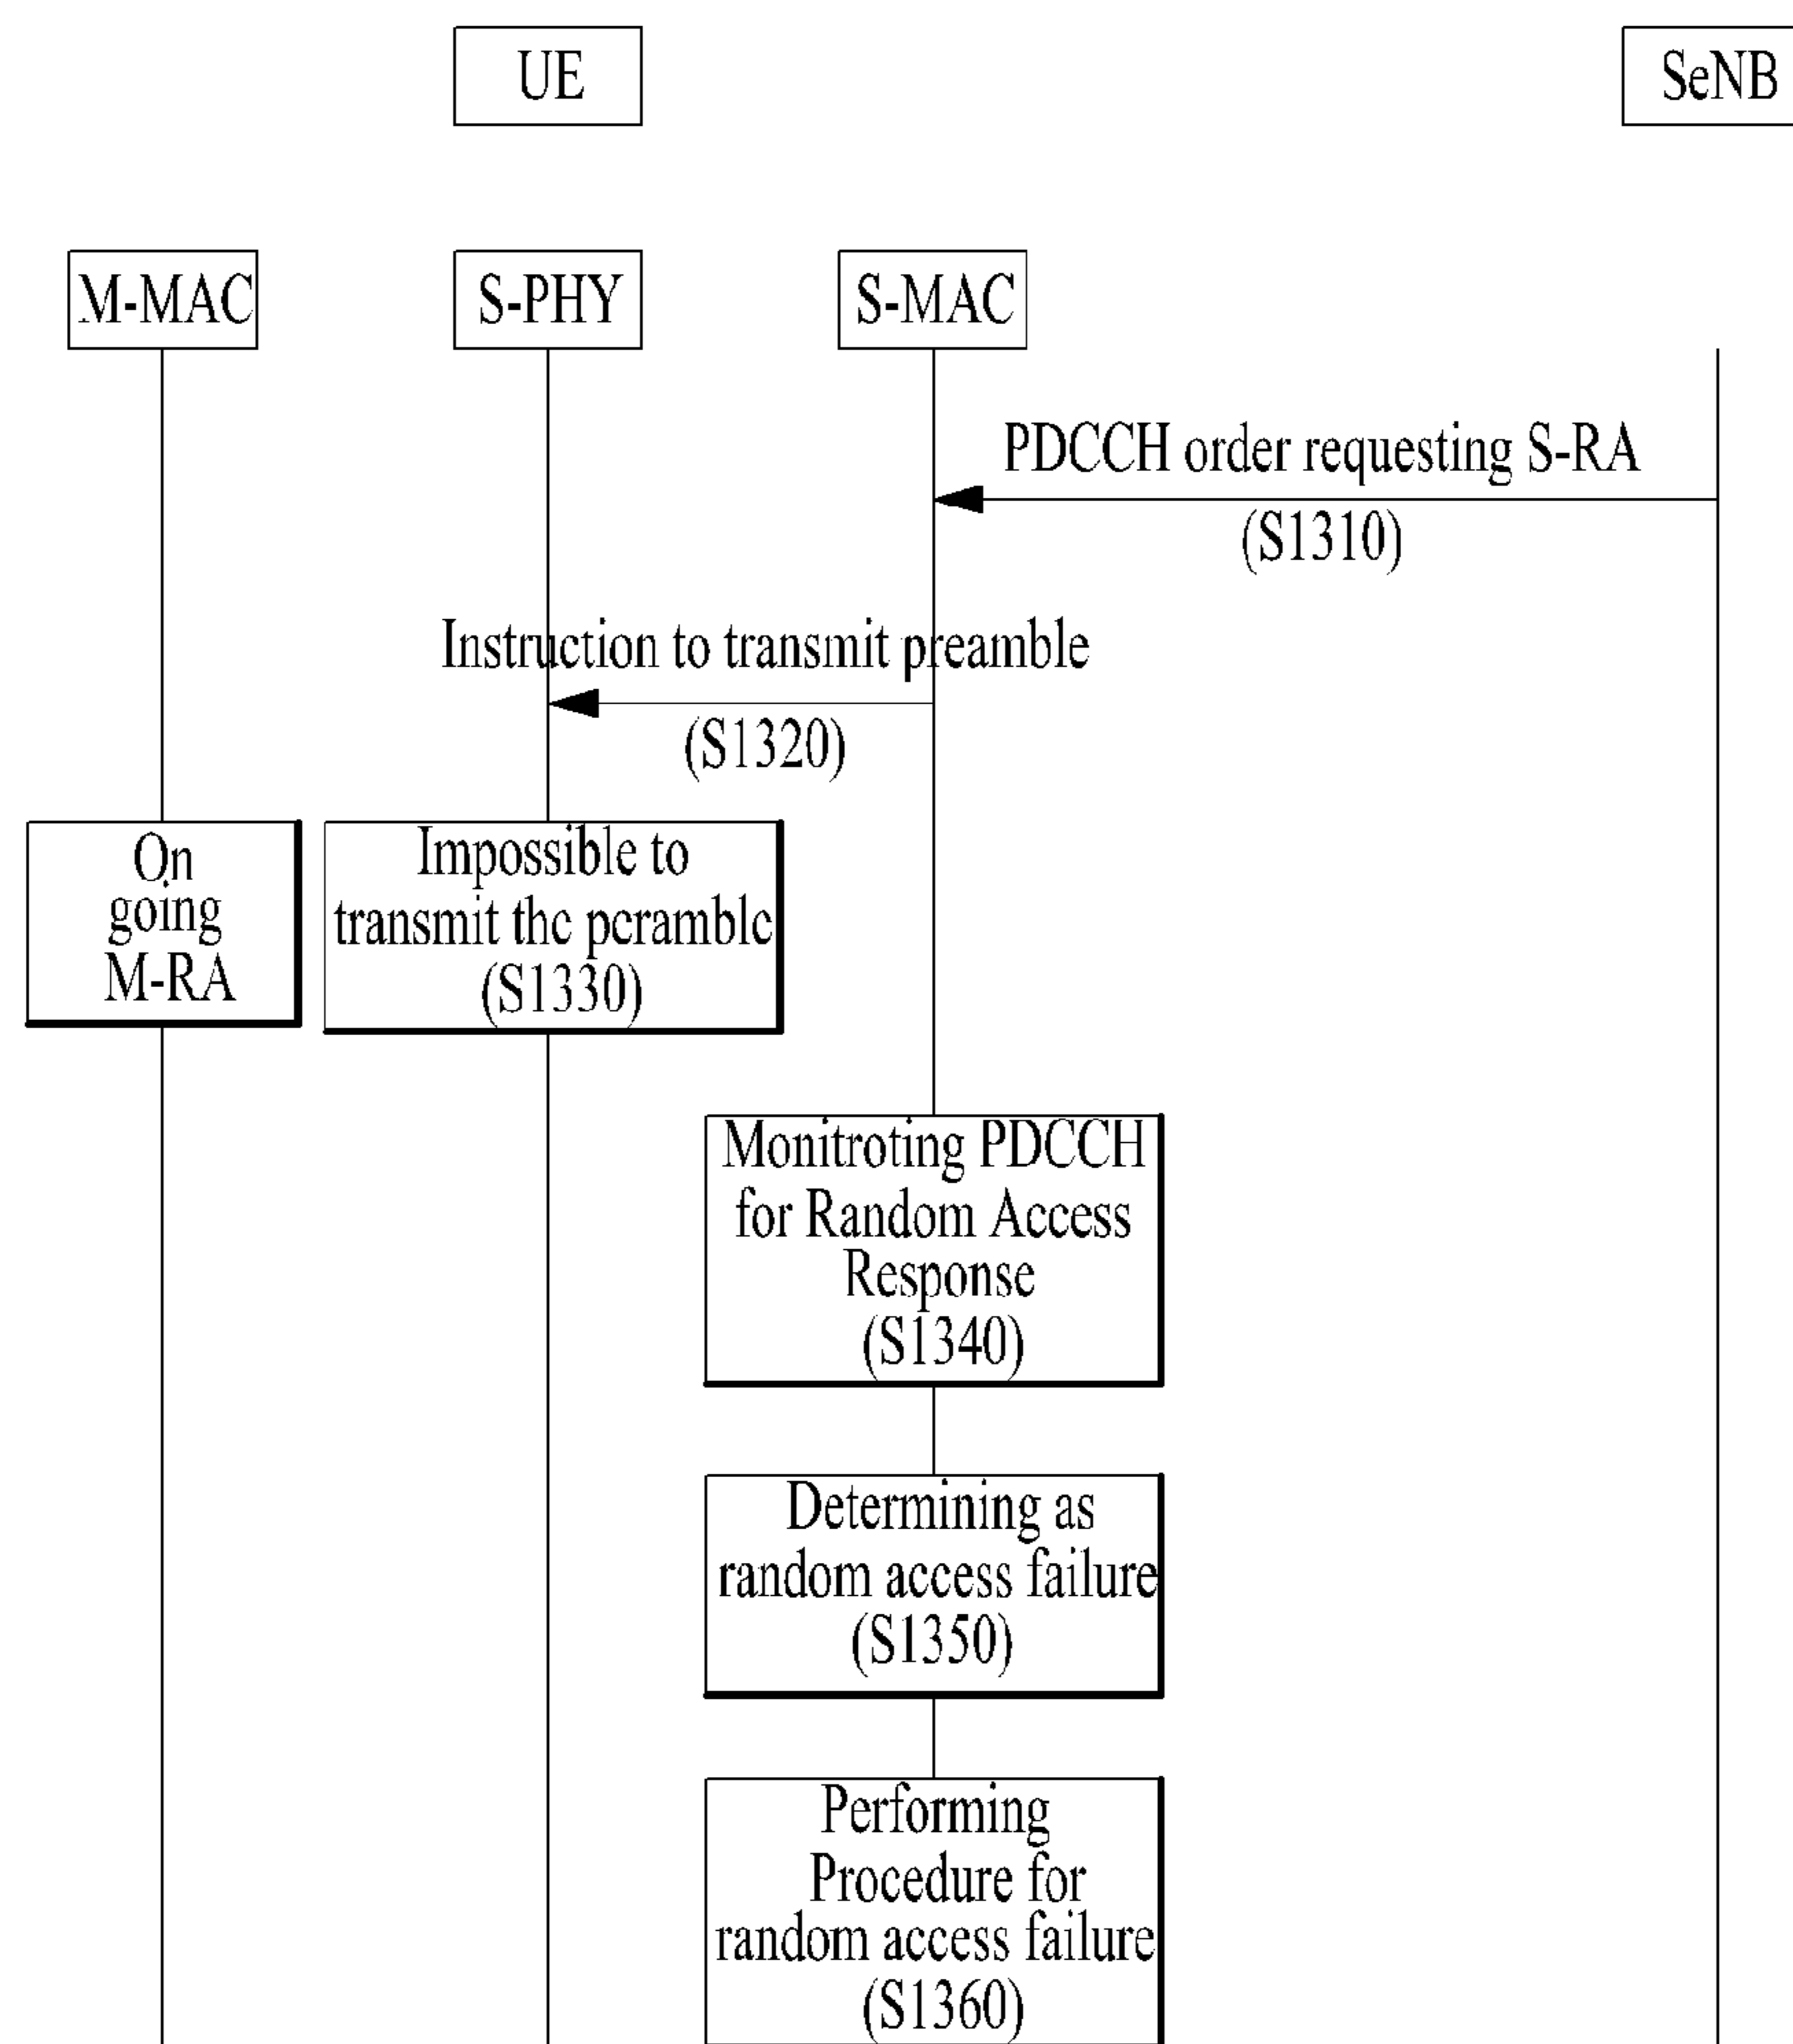 UE
SeNB
M-MAC
S-PHY
S-MAC
PDCCH order requesting S-RA
(S1310)
Instruction to transmit preamble
(S1320)
On
going
M-RA
Impossible to
transmit the peramble
(S1330)
Monitroting PDCCH
for Random Access
Response
(S1340)
Determining as
random access failure
(S1350)
Performing
Procedure for
random access failure
(S1360)